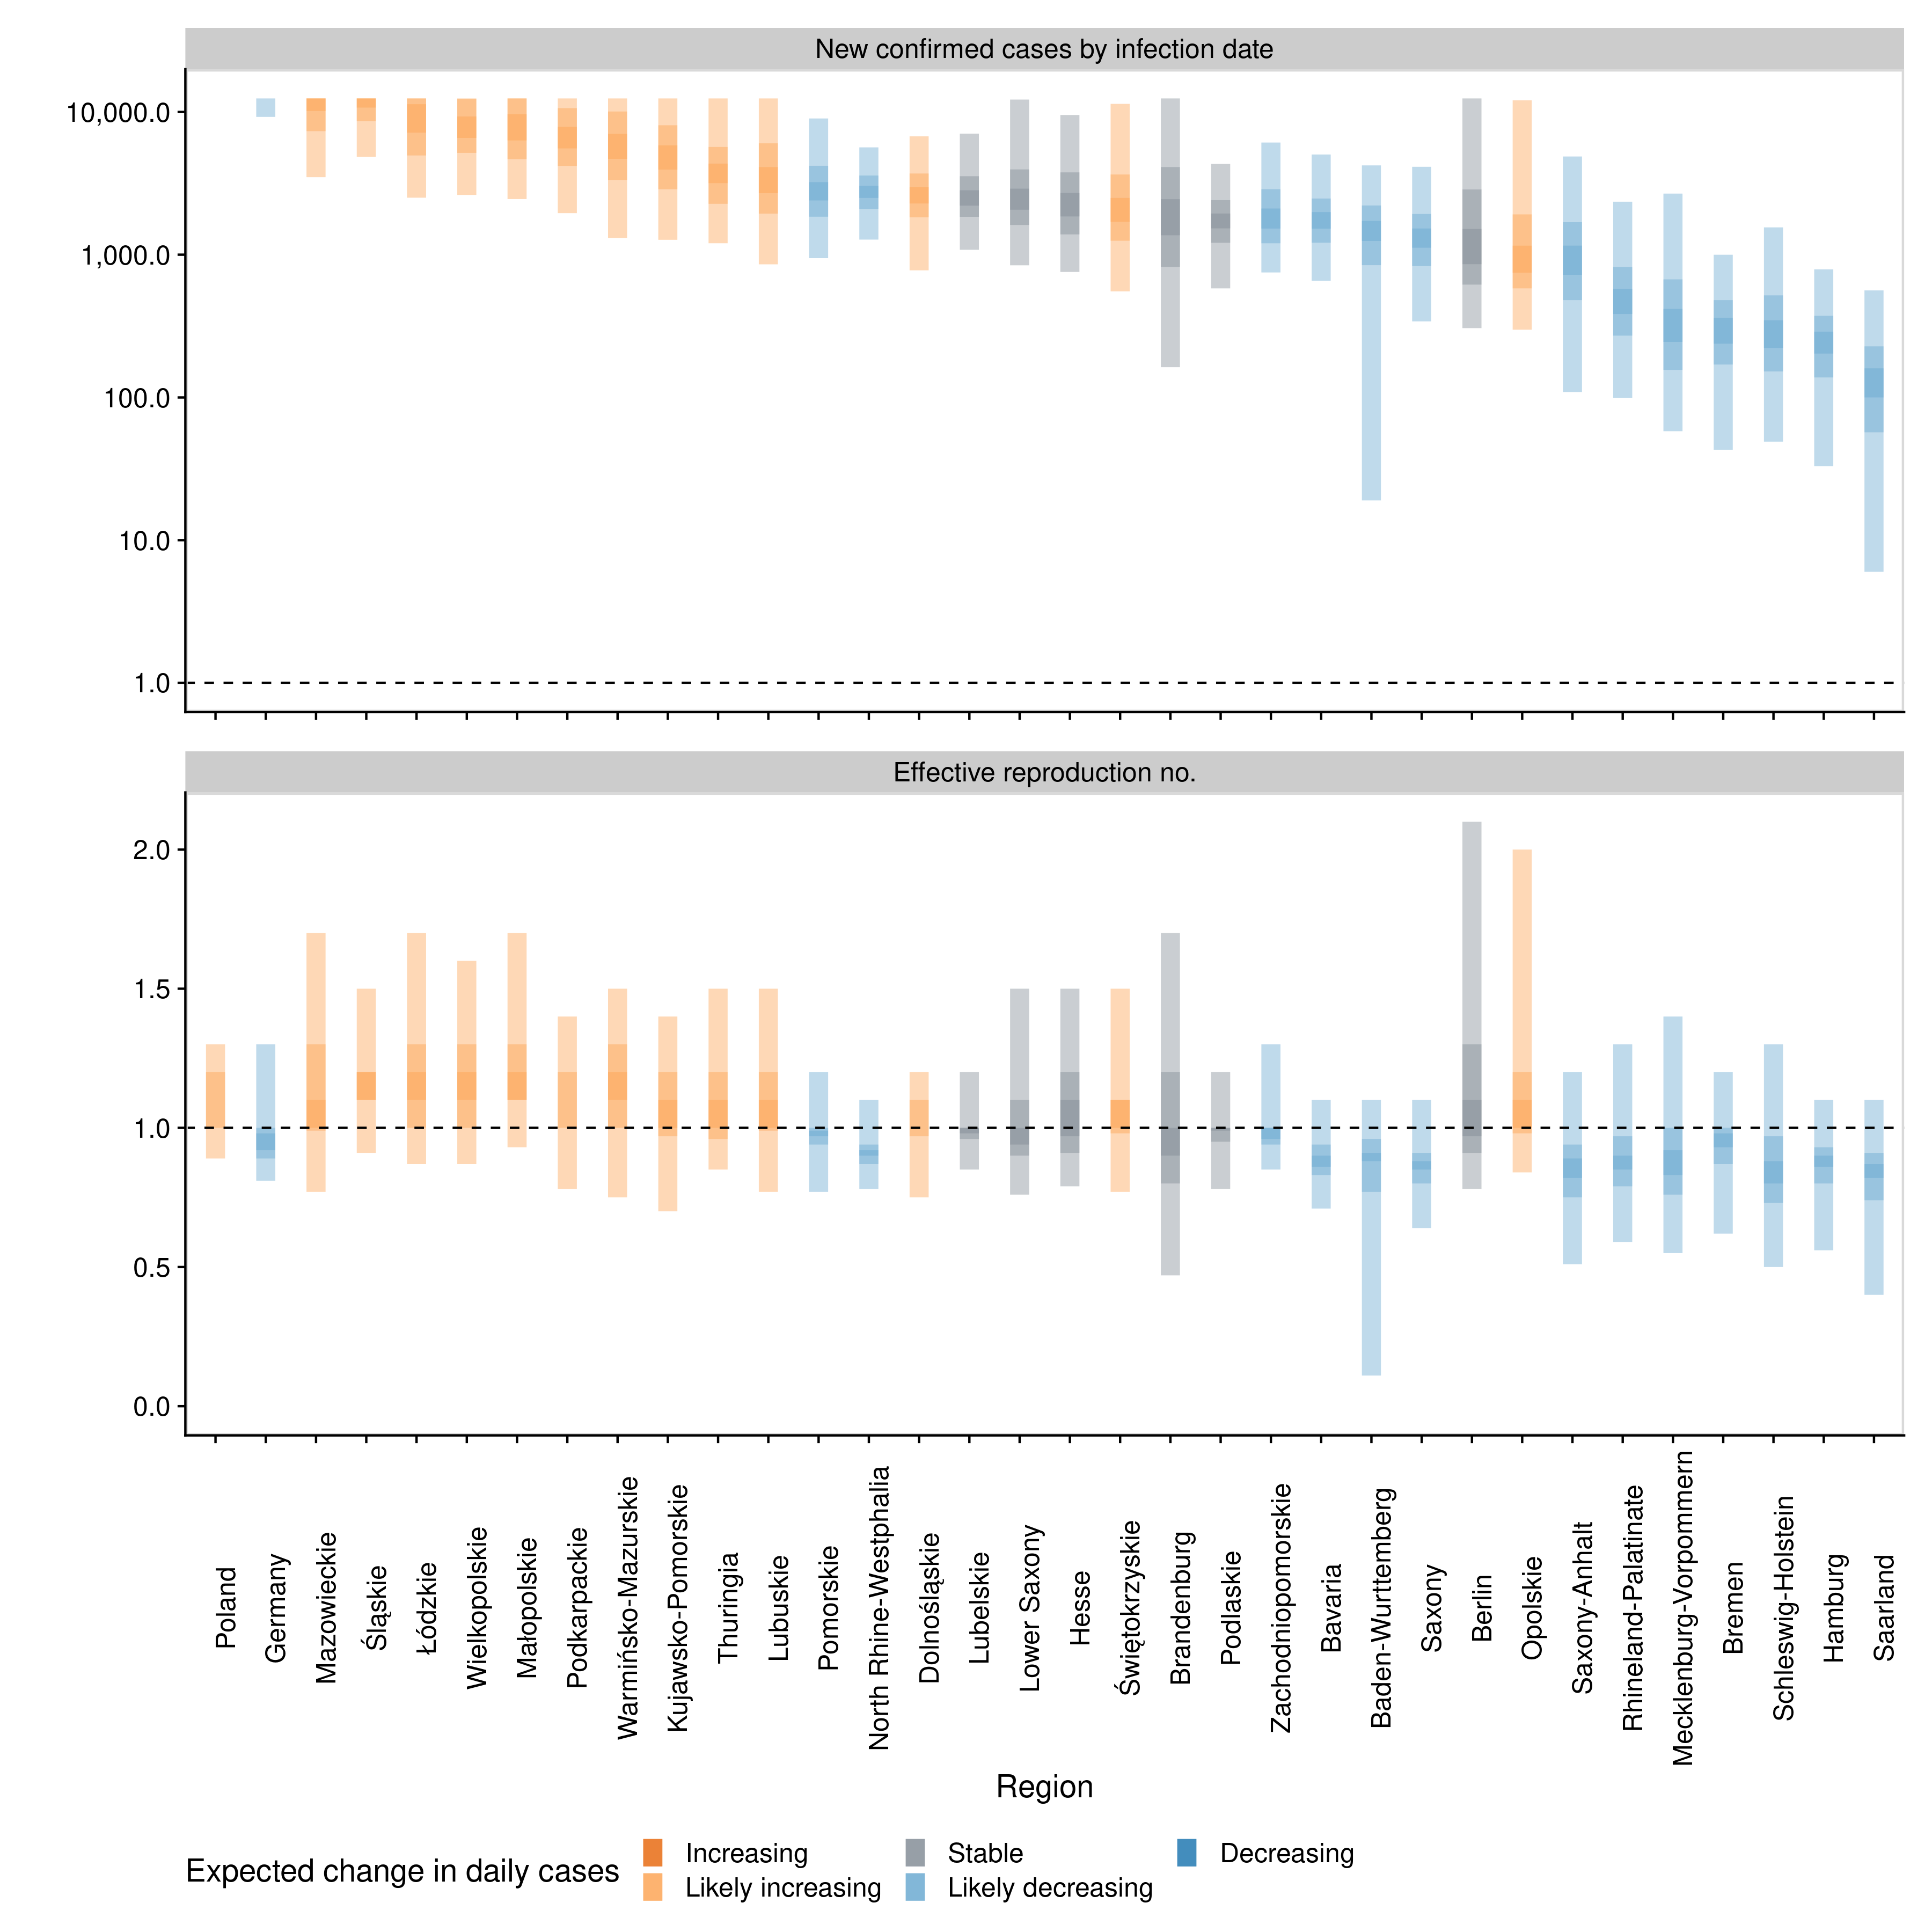 New confirmed cases by infection date
10,000.0
1,000.0
100.0
10.0
1.0
Effective reproduction no.
2.0
1.5
1.0
0.5
0.0
Poland
Germany
Mazowieckie
Śląskie
Łódzkie
Wielkopolskie
Małopolskie
Podkarpackie
Warmińsko-Mazurskie
Kujawsko-Pomorskie
Thuringia
Lubuskie
Pomorskie
North Rhine-Westphalia
Dolnośląskie
Lubelskie
Lower Saxony
Hesse
Świętokrzyskie
Brandenburg
Podlaskie
Zachodniopomorskie
Bavaria
Baden-Wurttemberg
Saxony
Berlin
Opolskie
Saxony-Anhalt
Rhineland-Palatinate
Mecklenburg-Vorpommern
Bremen
Schleswig-Holstein
Hamburg
Saarland
Region
Expected change in daily cases
Increasing
Likely increasing
Stable
Likely decreasing
Decreasing